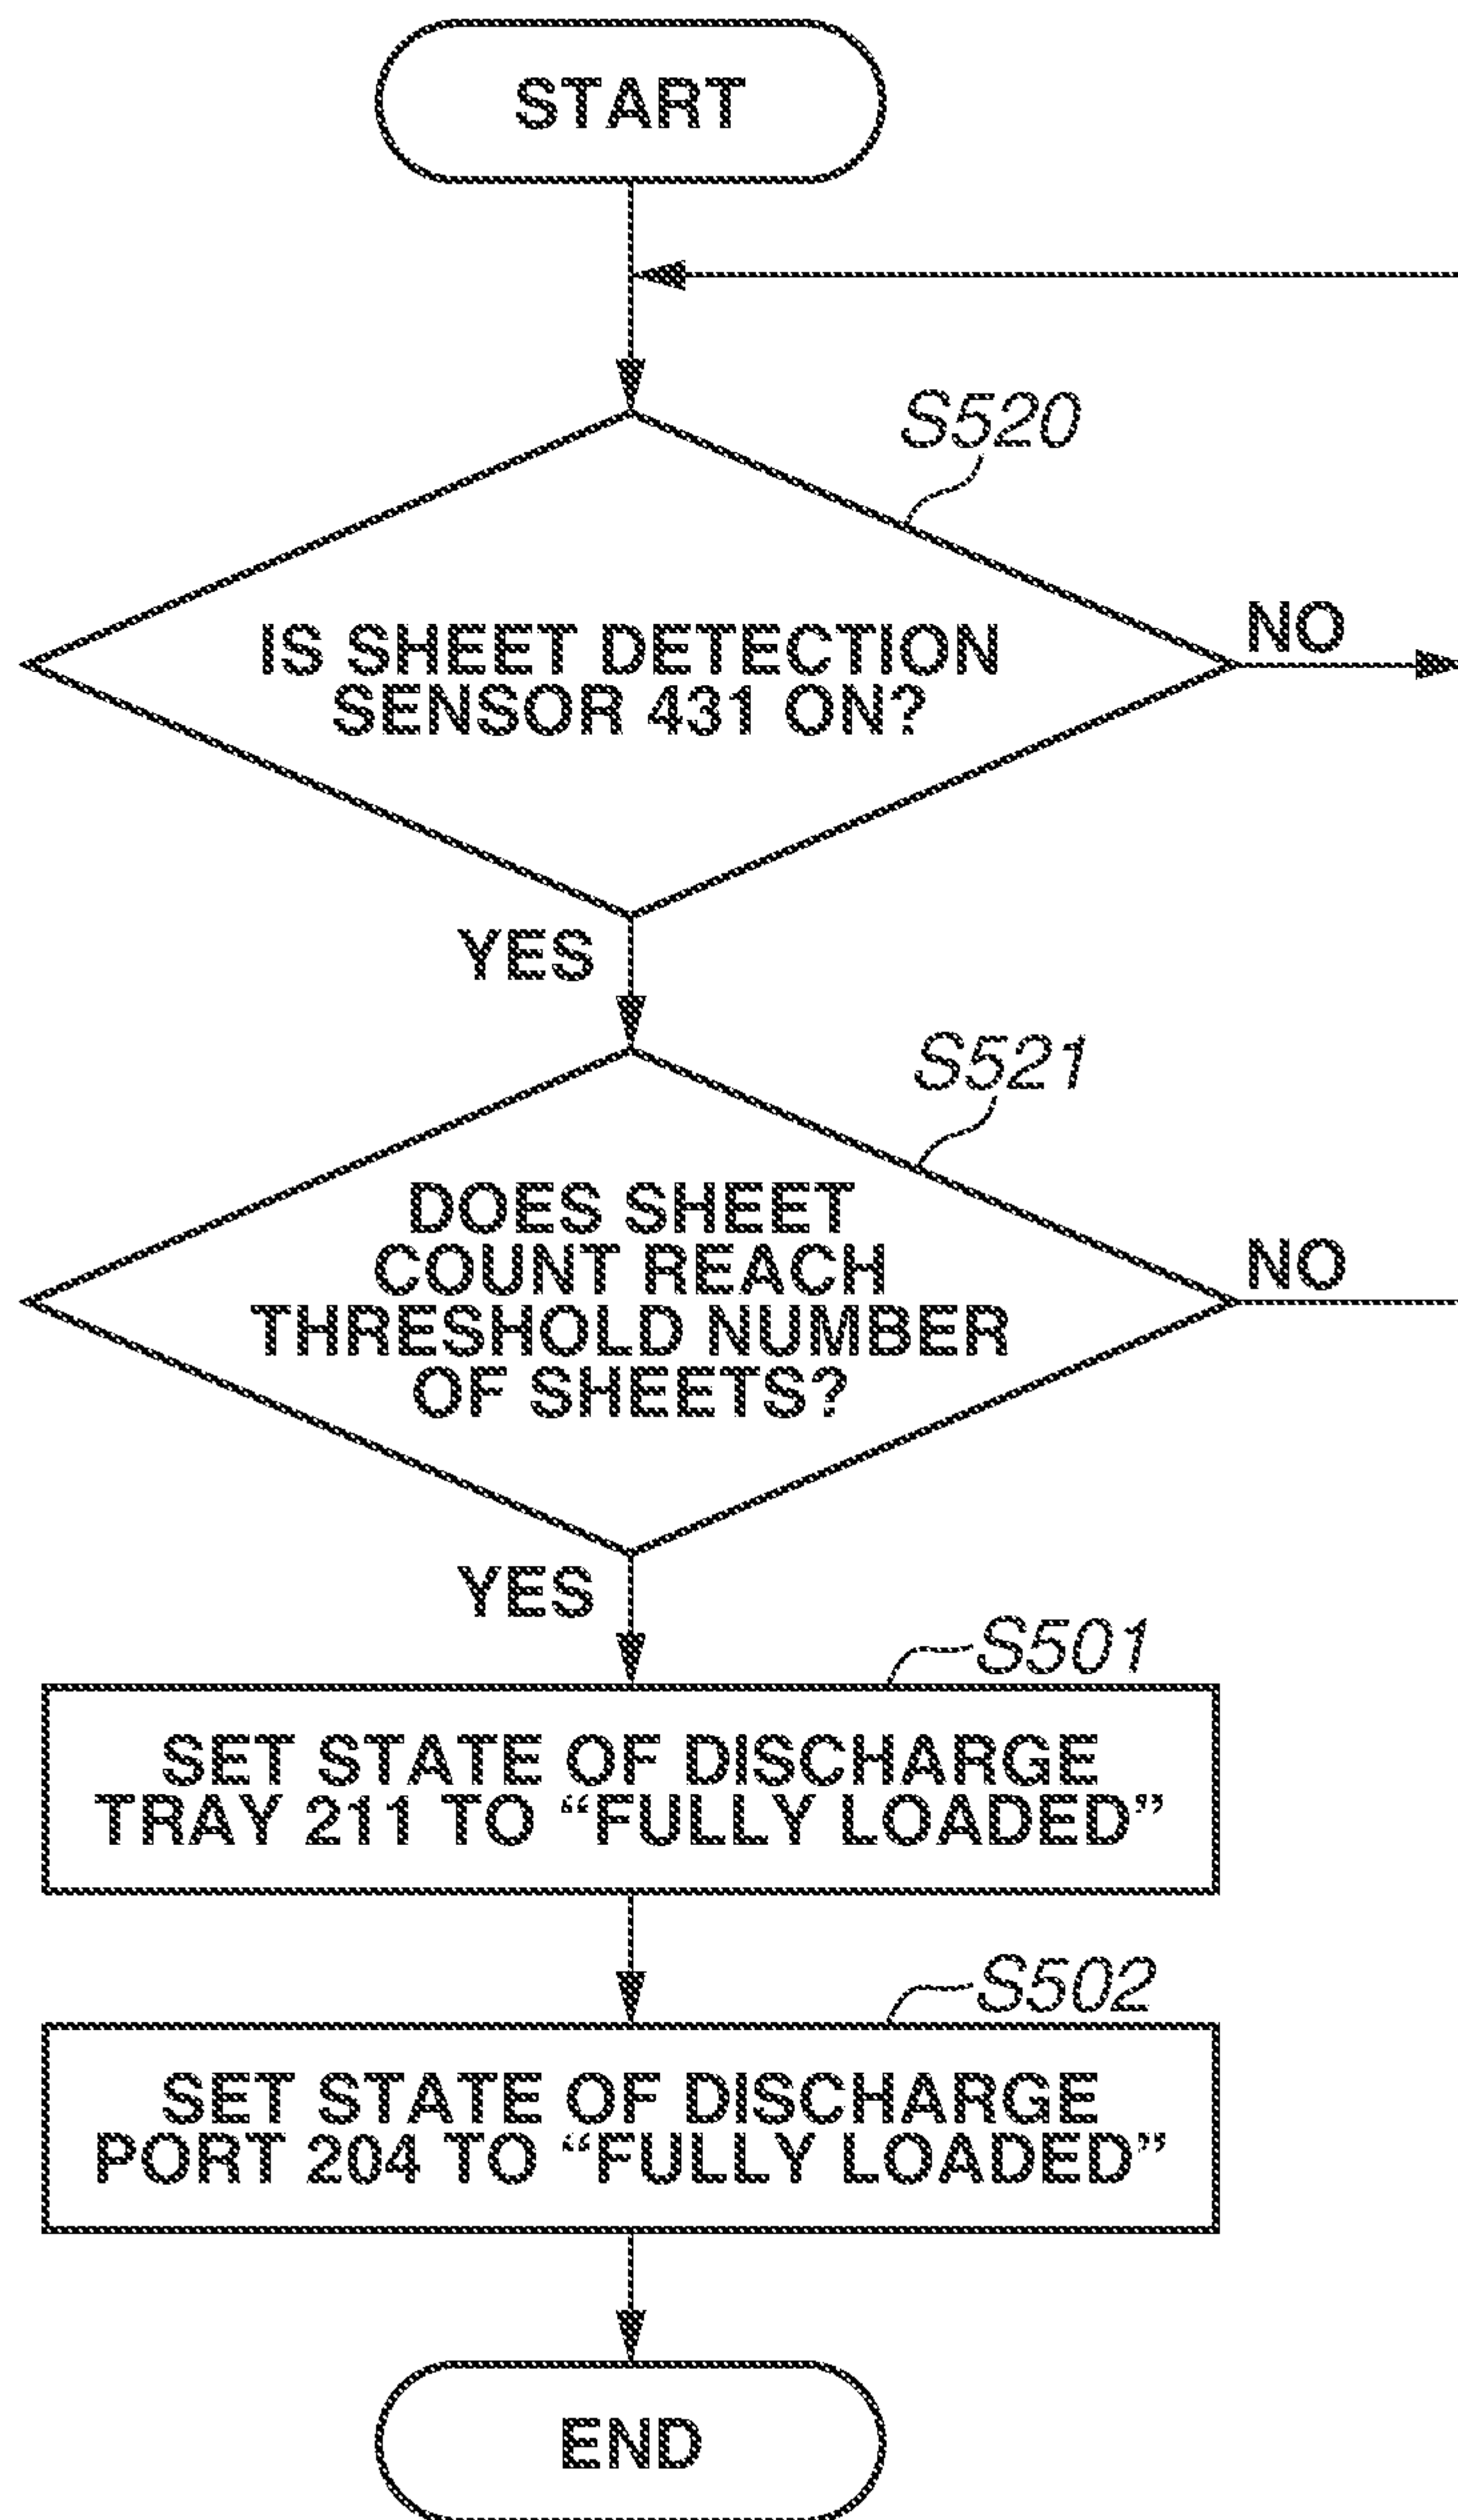 START
S520
IS SHEET DETECTION
SENSOR 431 ON?
NO
YES
S521
DOES SHEET
COUNT REACH
THRESHOLD NUMBER
OF SHEETS?
NO
YES
S501
SET STATE OF DISCHARGE
TRAY 211 TO “FULLY LOADED”
S502
SET STATE OF DISCHARGE
PORT 204 TO “FULLY LOADED”
END